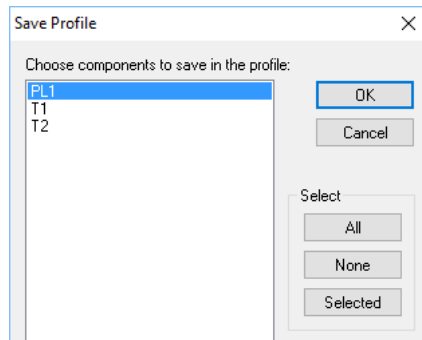 Save Profile
Choose components to save in the profile:
PL1
T1
T2
OK
Cancel
Select
All
None
Selected